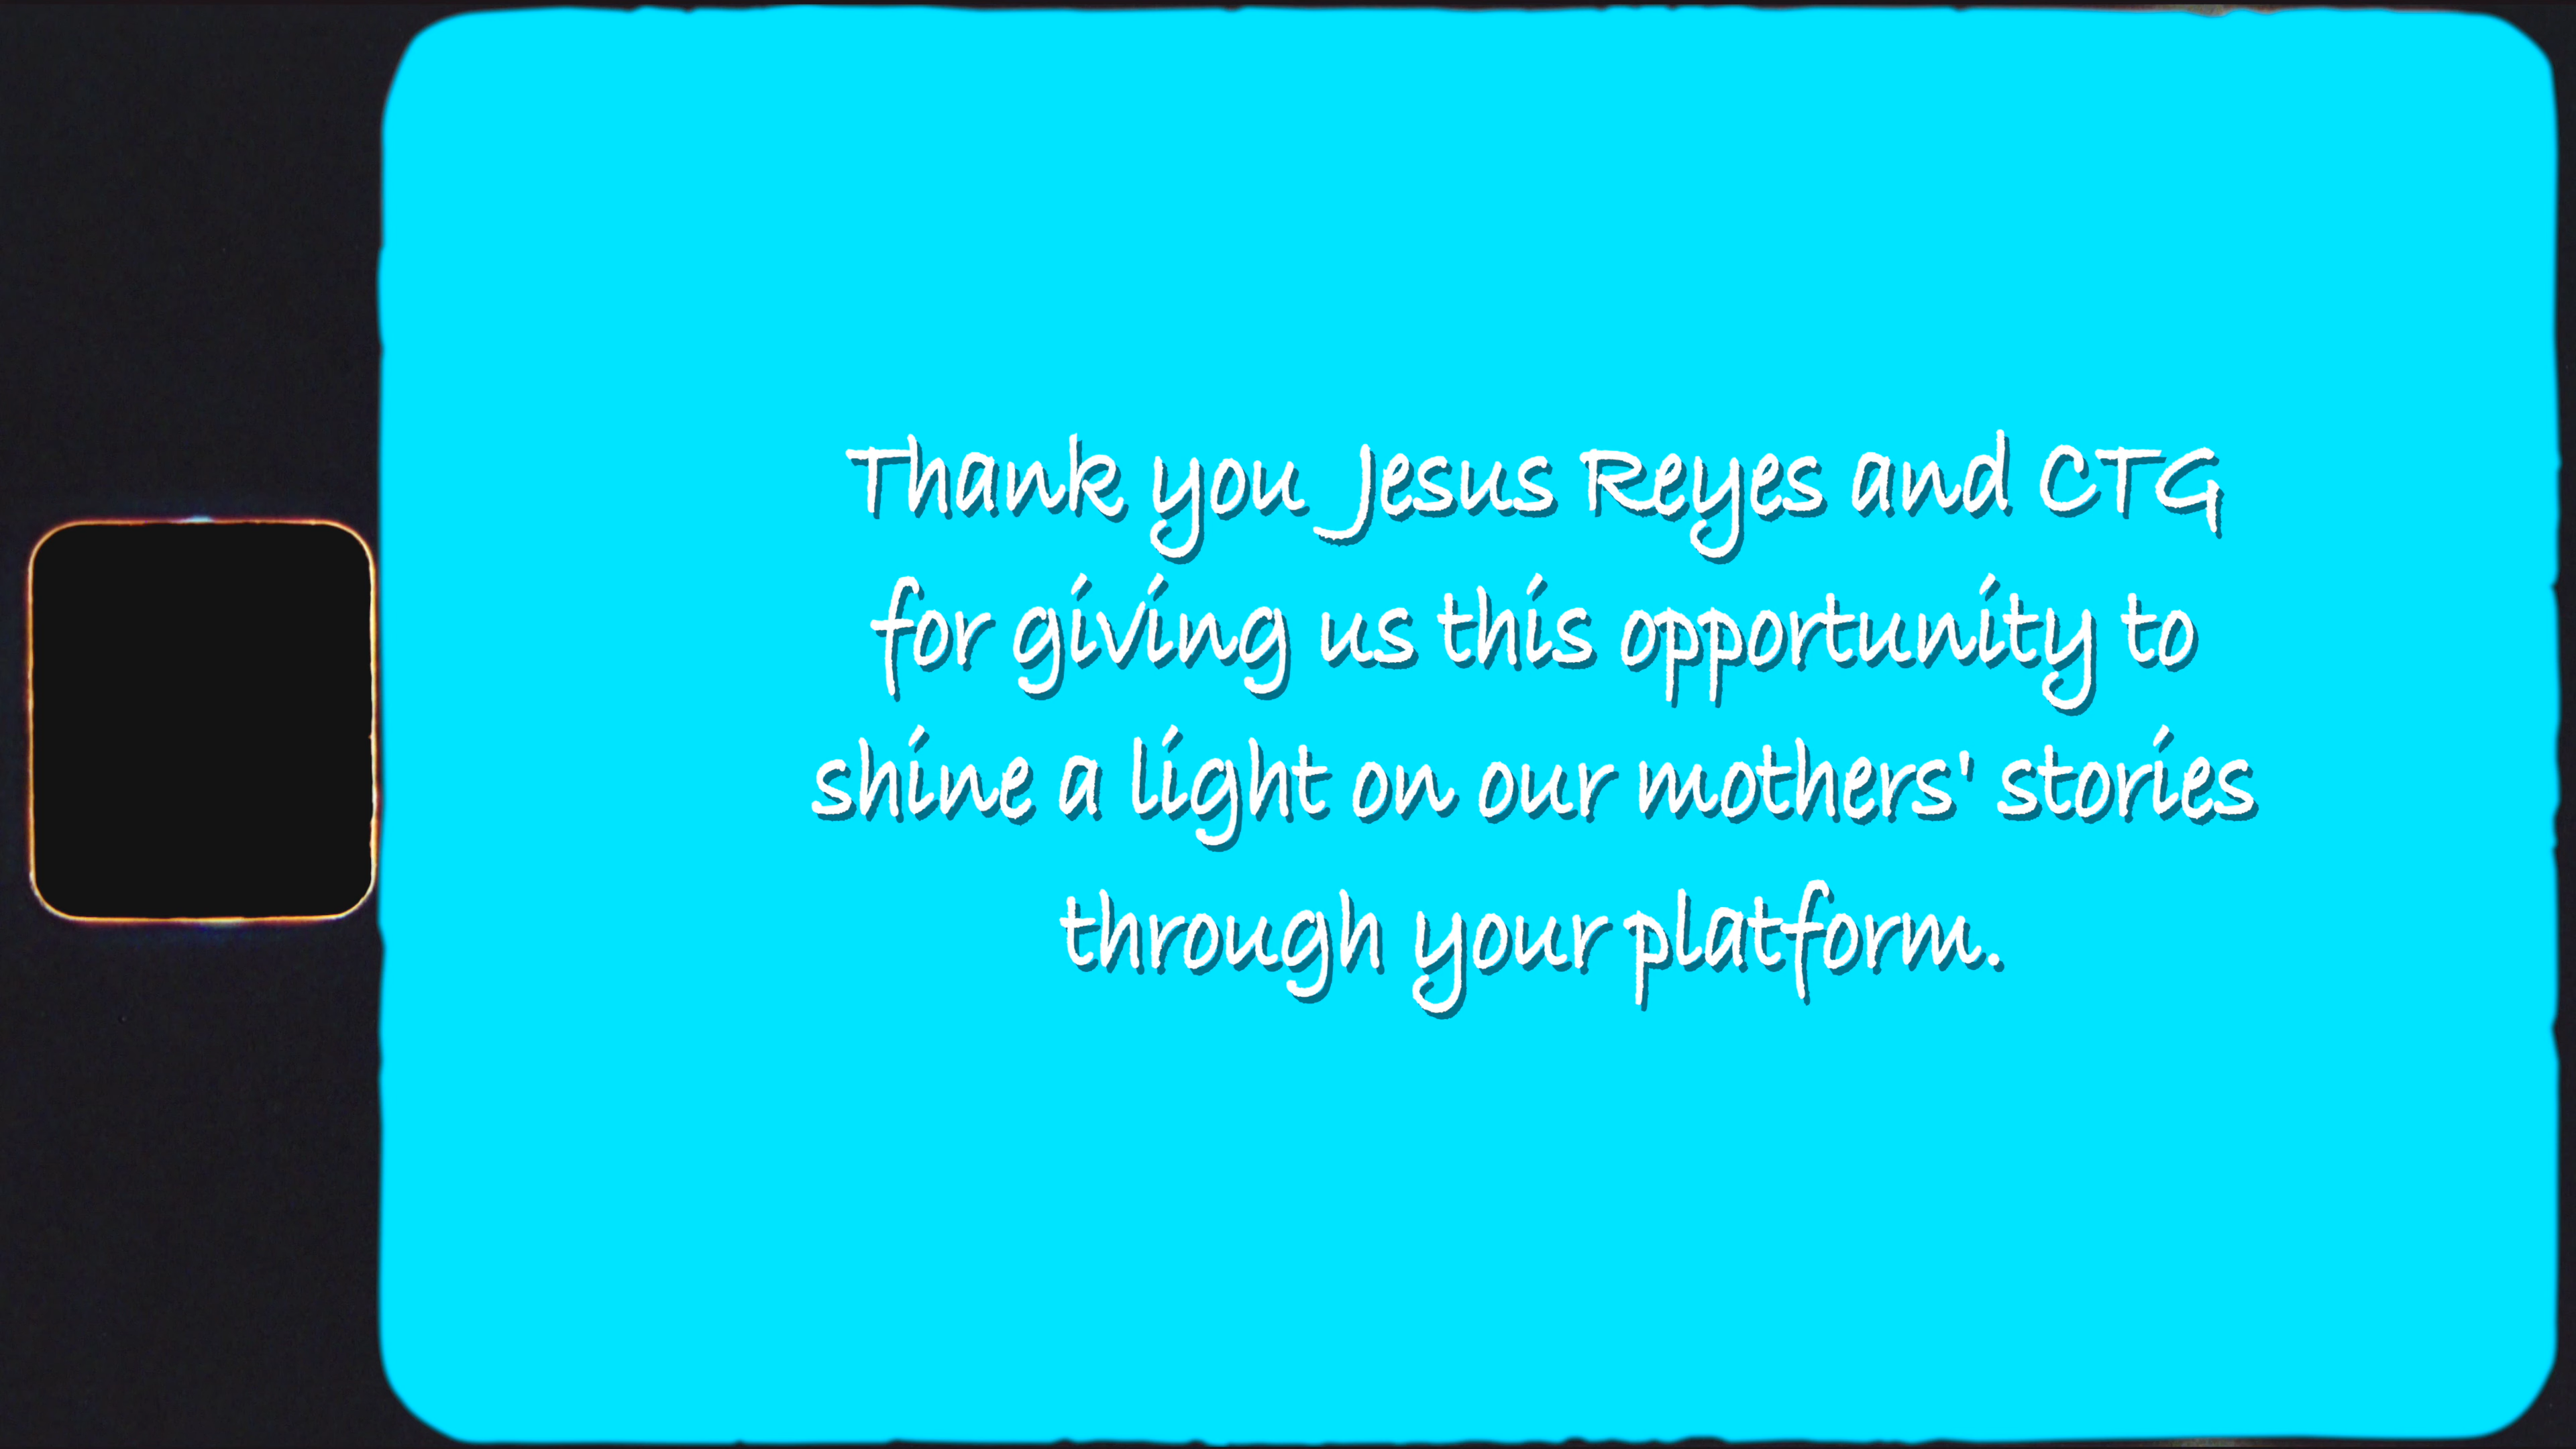 Thank you Jesus Reyes and CTG
for giving us this opportunity to
shine a light on our mothers' stories
through your platform.